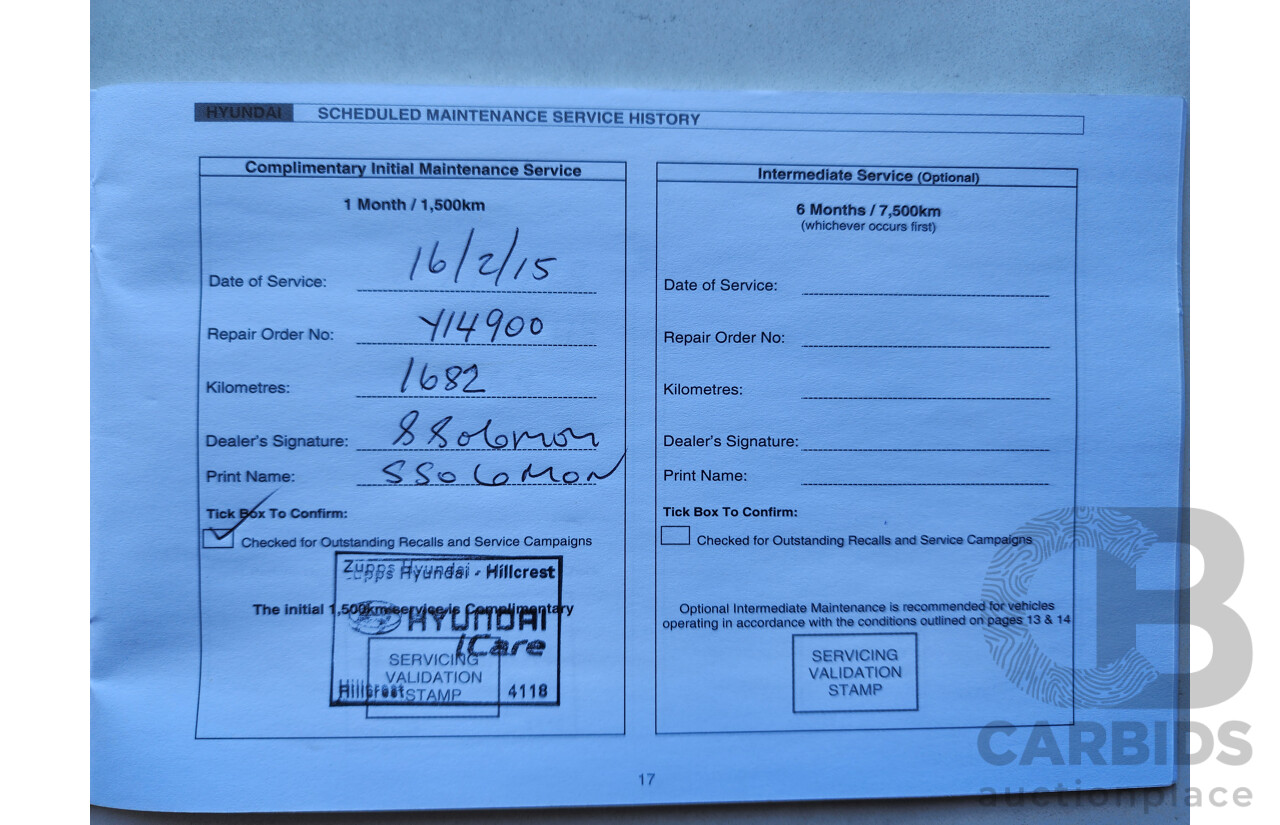 HYUNDAI SCHEDULED MAINTENANCE SERVICE HISTORY
Complimentary Initial Maintenance Service
1 Month / 1,500km
Date of Service: 16/2/15
Repair Order No: Y14900
Kilometres: 1682
Dealer's Signature: S Solomon
Print Name: S SOLOMON
Tick Box To Confirm:
Checked for Outstanding Recalls and Service Campaigns
Zupps Hyundai - Hillcrest
The initial 1,500km service is Complimentary
HYUNDAI
iCare
SERVICING
VALIDATION
STAMP
Hillcrest 4118
Intermediate Service (Optional)
6 Months / 7,500km
(whichever occurs first)
Date of Service:
Repair Order No:
Kilometres:
Dealer's Signature:
Print Name:
Tick Box To Confirm:
Checked for Outstanding Recalls and Service Campaigns
Optional Intermediate Maintenance is recommended for vehicles
operating in accordance with the conditions outlined on pages 13 & 14
SERVICING
VALIDATION
STAMP
17
CB
CARBIDS
auctionplace